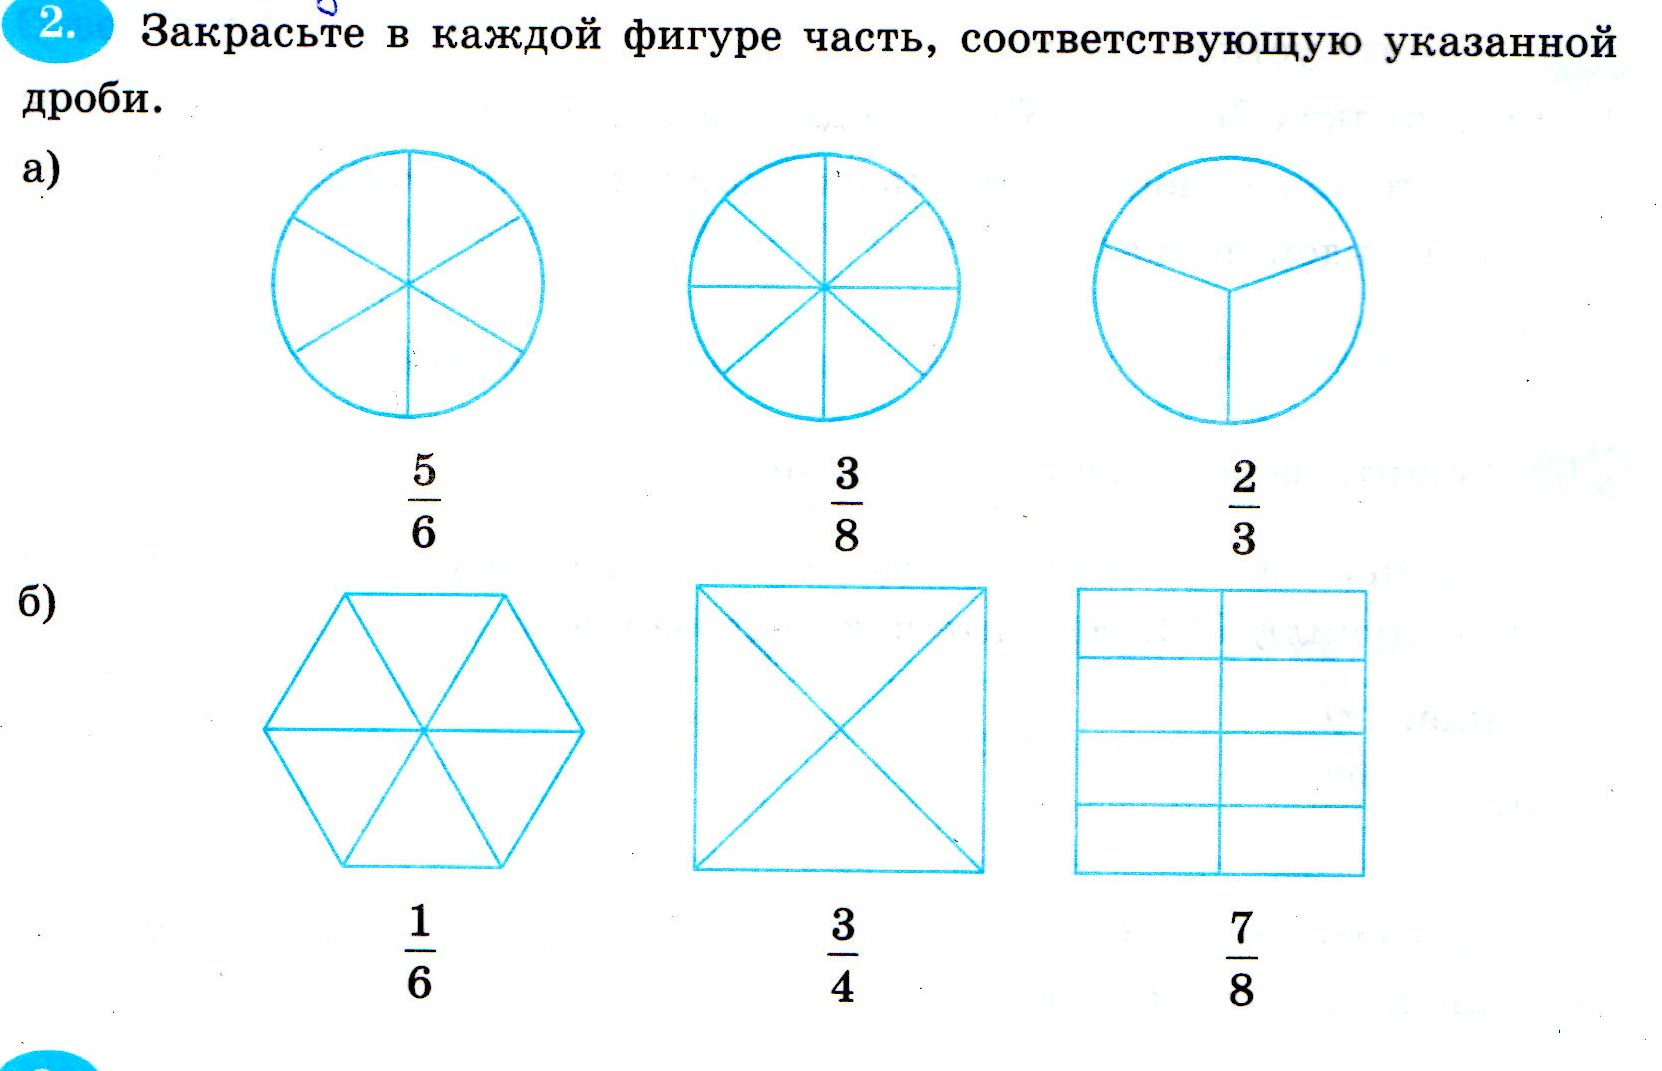 2. Закрасьте в каждой фигуре часть, соответствующую указанной
дроби.
а)
5/6 3/8 2/3
б)
1/6 3/4 7/8